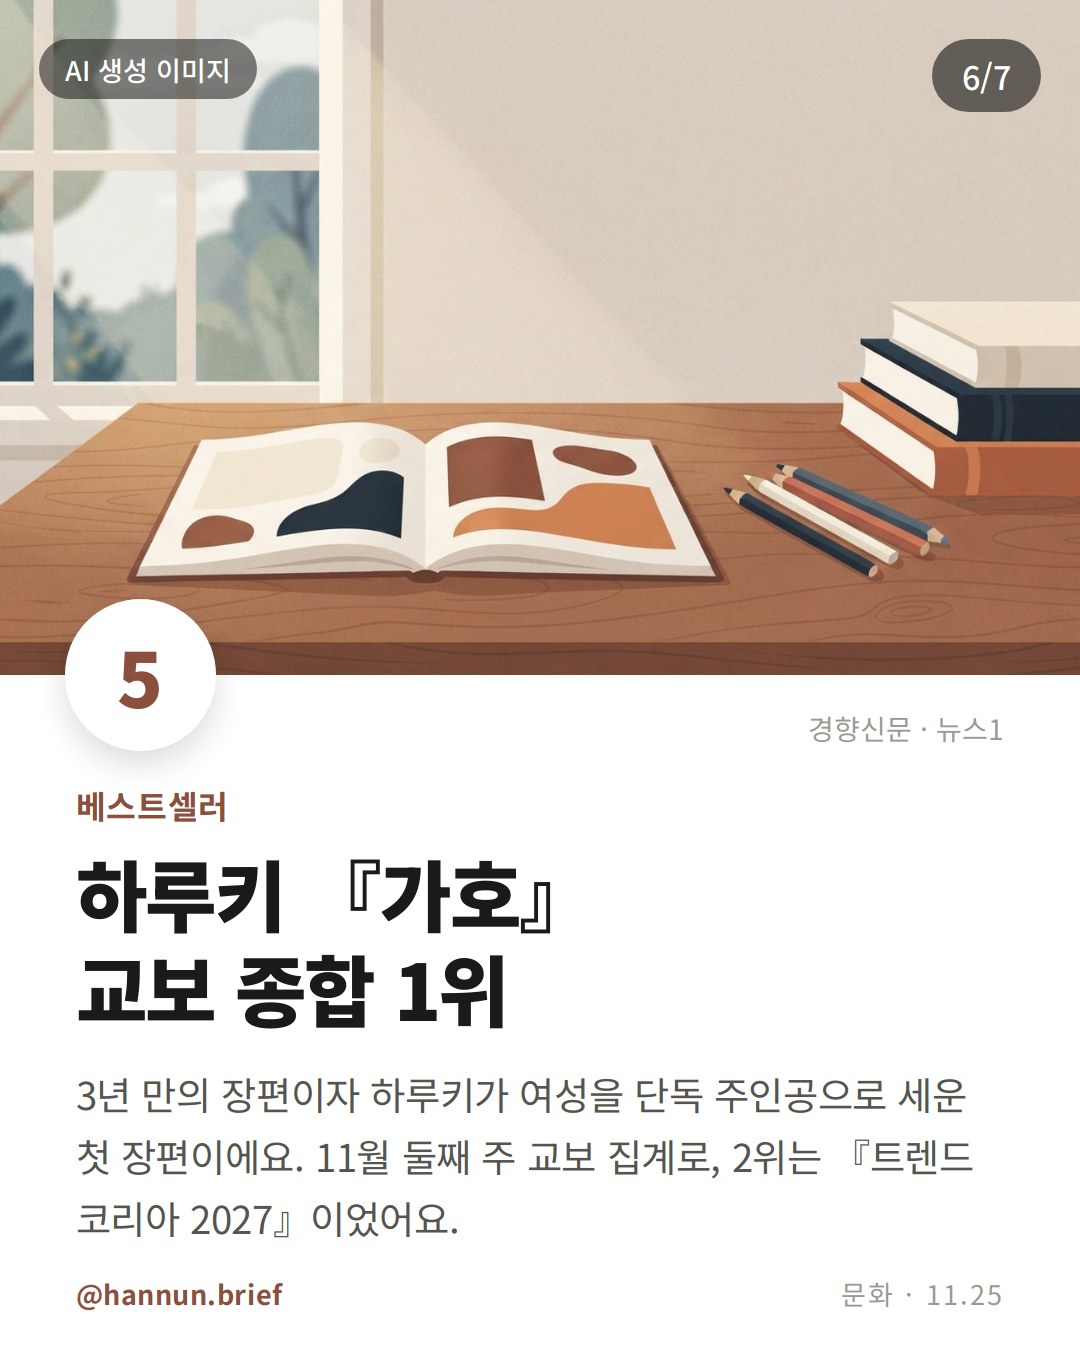 AI 생성 이미지
6/7
5
경향신문 · 뉴스1
베스트셀러
하루키 『가호』
교보 종합 1위
3년 만의 장편이자 하루키가 여성을 단독 주인공으로 세운
첫 장편이에요. 11월 둘째 주 교보 집계로, 2위는 『트렌드
코리아 2027』이었어요.
@hannun.brief
문화 · 11.25